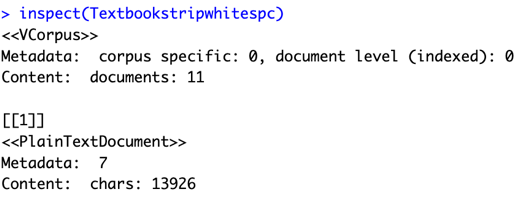 > inspect(Textbookstripwhitespc)
<<VCorpus>>
Metadata:  corpus specific: 0, document level (indexed): 0
Content:  documents: 11

[[1]]
<<PlainTextDocument>>
Metadata:  7
Content:  chars: 13926